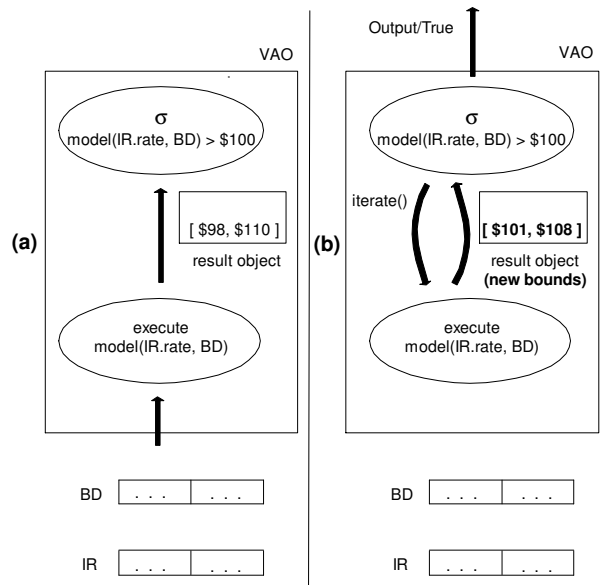 VAO
σ
model(IR.rate, BD) > $100
(a)
[ $98, $110 ]
result object
execute
model(IR.rate, BD)
BD
. . . . . .
IR
. . . . . .
Output/True
VAO
σ
model(IR.rate, BD) > $100
iterate()
(b)
[ $101, $108 ]
result object
(new bounds)
execute
model(IR.rate, BD)
BD
. . . . . .
IR
. . . . . .